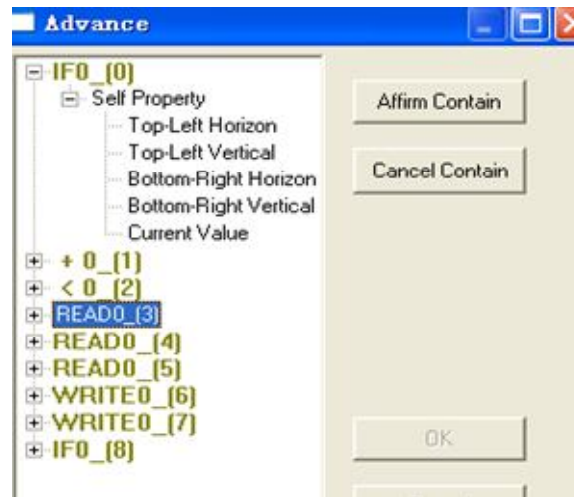 Advance
IF0_(0)
Self Property
Top-Left Horizon
Top-Left Vertical
Bottom-Right Horizon
Bottom-Right Vertical
Current Value
+ 0_(1)
< 0_(2)
READ0_(3)
READ0_(4)
READ0_(5)
WRITE0_(6)
WRITE0_(7)
IF0_(8)
Affirm Contain
Cancel Contain
OK